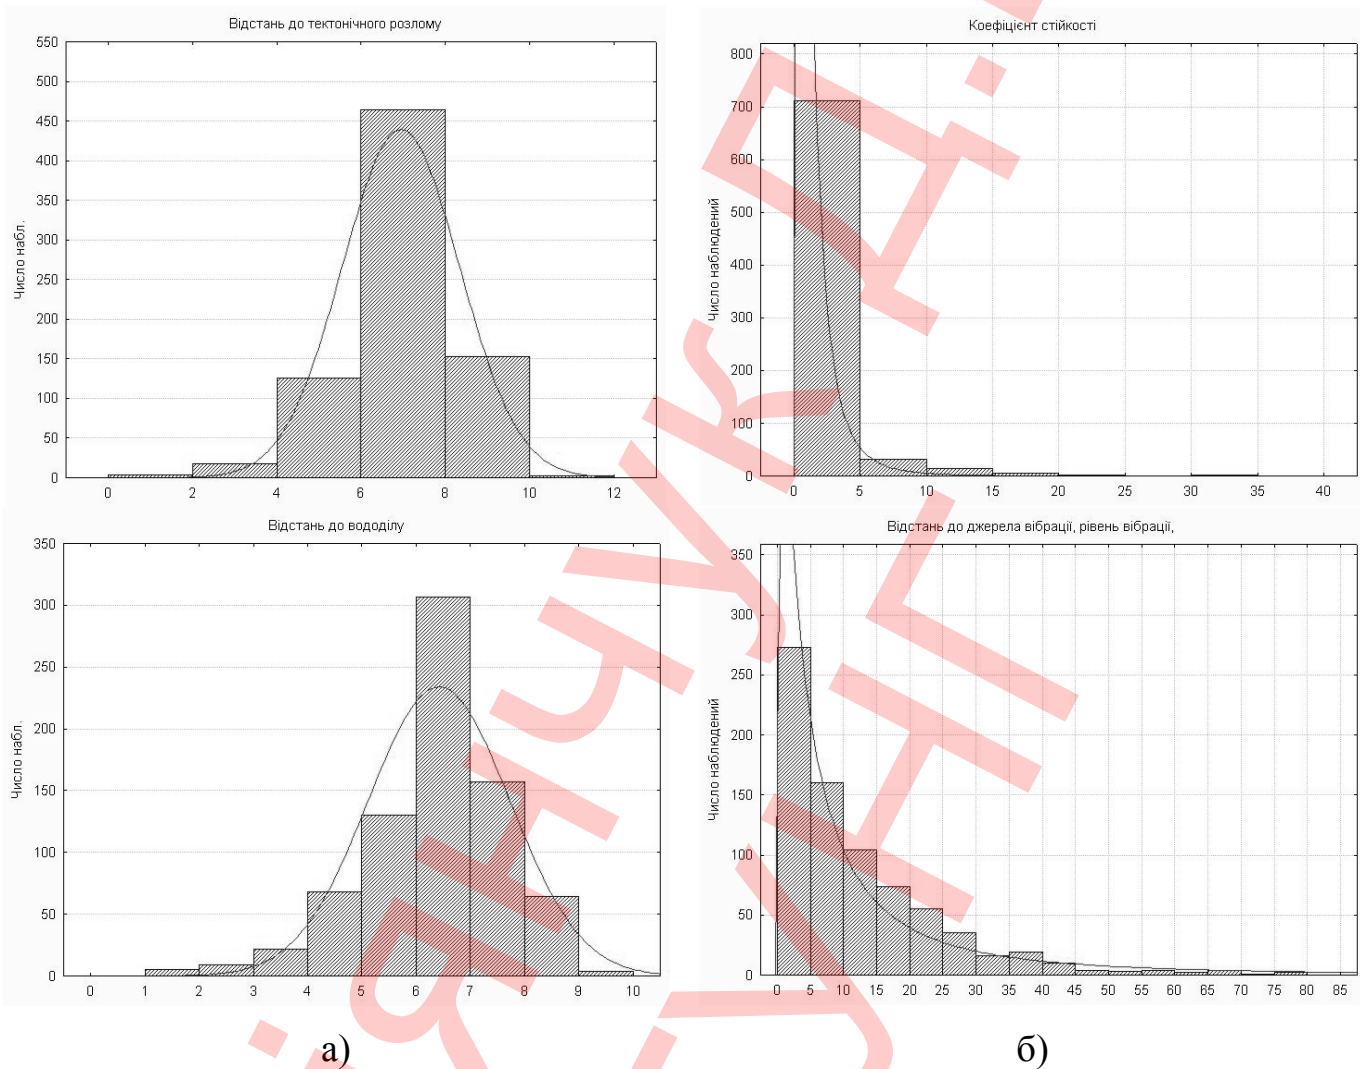 Відстань до тектонічного розлому
Число набл.
550
500
450
400
350
300
250
200
150
100
50
0
0 2 4 6 8 10 12
Коефіцієнт стійкості
Число наблюдений
800
700
600
500
400
300
200
100
0
0 5 10 15 20 25 30 35 40
Відстань до вододілу
Число набл.
350
300
250
200
150
100
50
0
0 1 2 3 4 5 6 7 8 9 10
Відстань до джерела вібрації, рівень вібрації,
Число наблюдений
350
300
250
200
150
100
50
0
0 5 10 15 20 25 30 35 40 45 50 55 60 65 70 75 80 85
а)
б)